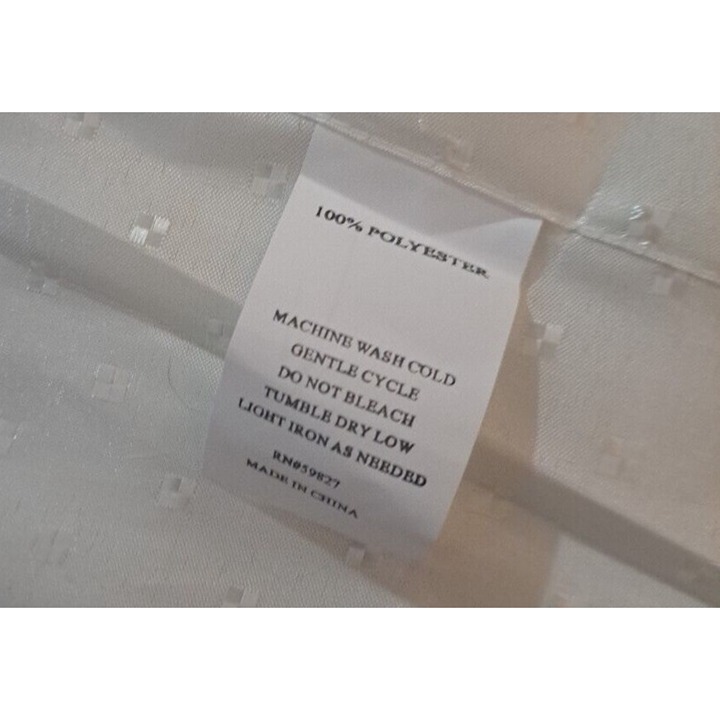 100% POLYESTER
MACHINE WASH COLD
GENTLE CYCLE
DO NOT BLEACH
TUMBLE DRY LOW
LIGHT IRON AS NEEDED
RN059827
MADE IN CHINA